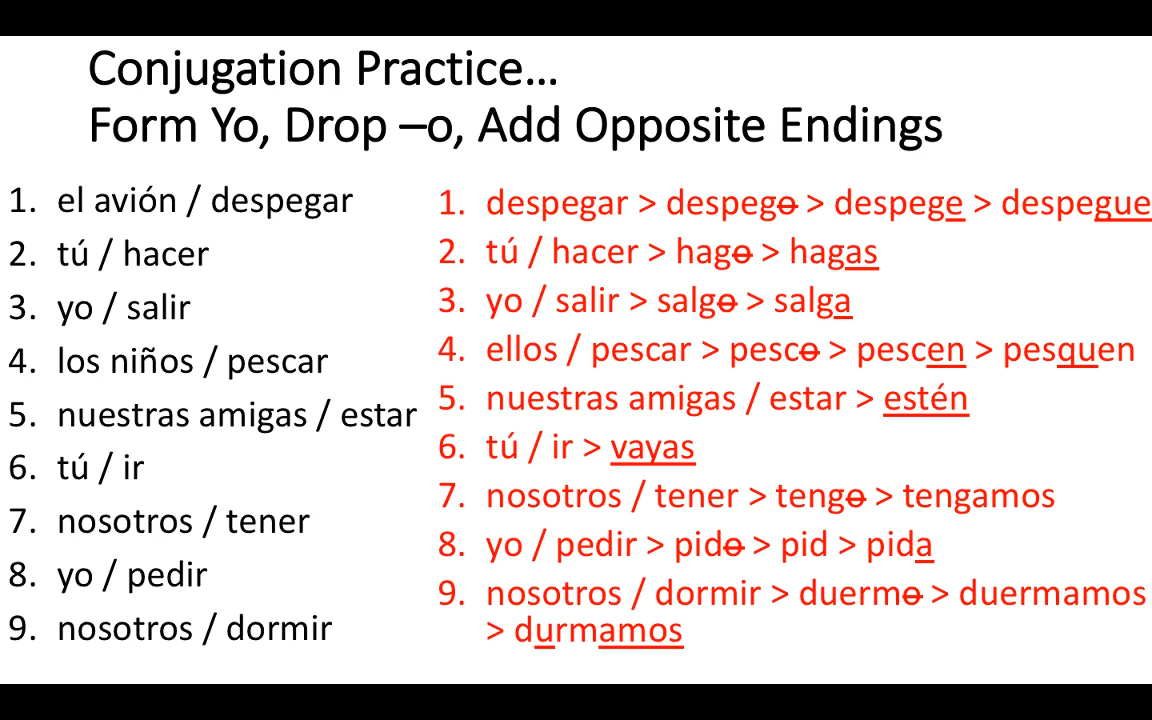 Conjugation Practice…
Form Yo, Drop –o, Add Opposite Endings
1. el avión / despegar
2. tú / hacer
3. yo / salir
4. los niños / pescar
5. nuestras amigas / estar
6. tú / ir
7. nosotros / tener
8. yo / pedir
9. nosotros / dormir
1. despegar > despego > despege > despegue
2. tú / hacer > hago > hagas
3. yo / salir > salgo > salga
4. ellos / pescar > pesco > pescen > pesquen
5. nuestras amigas / estar > estén
6. tú / ir > vayas
7. nosotros / tener > tengo > tengamos
8. yo / pedir > pido > pid > pida
9. nosotros / dormir > duermo > duermamos
> durmamos